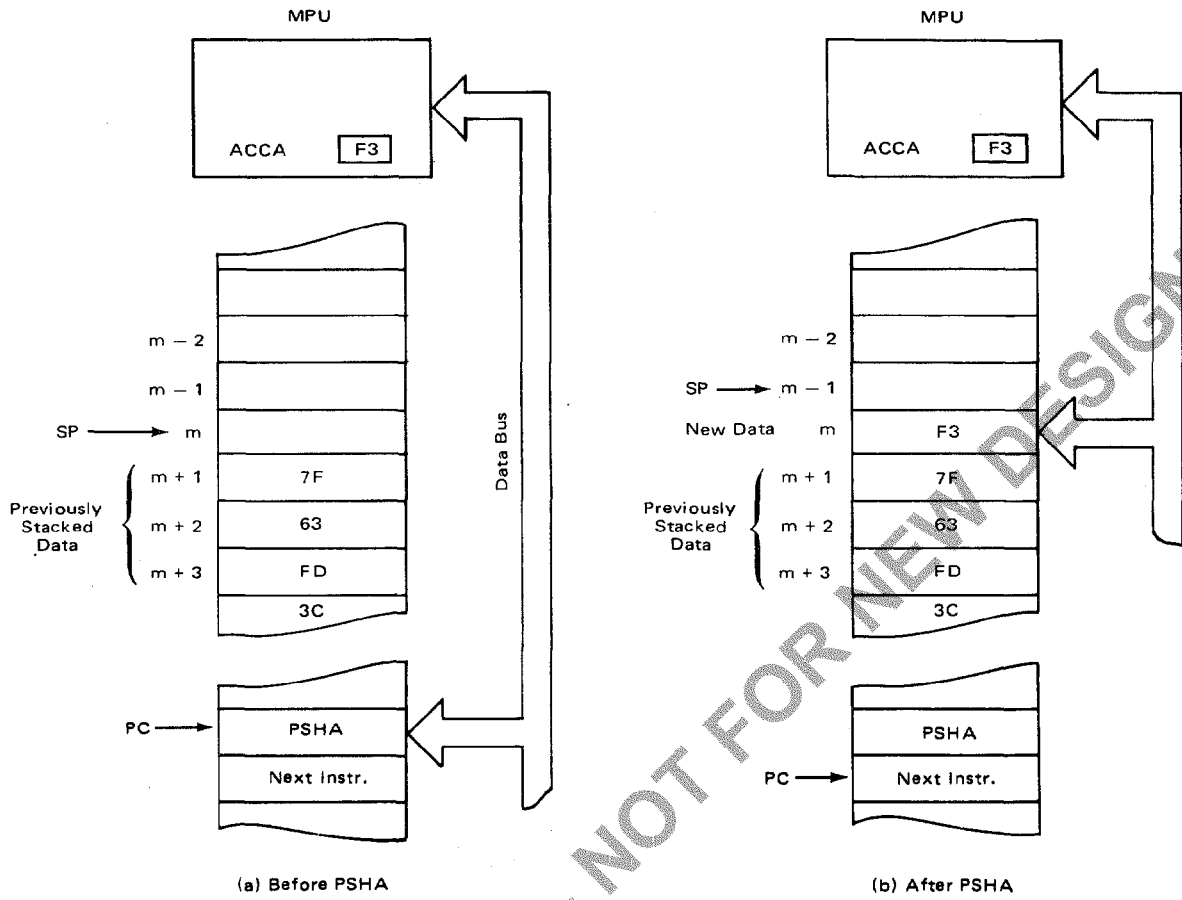 MPU
ACCA F3
m – 2
m – 1
SP m
m + 1 7F
Previously
Stacked
Data
m + 2 63
m + 3 FD
3C
Data Bus
PC PSHA
Next Instr.
(a) Before PSHA
MPU
ACCA F3
m – 2
SP m – 1
New Data m F3
m + 1 7F
Previously
Stacked
Data
m + 2 63
m + 3 FD
3C
PSHA
PC Next Instr.
(b) After PSHA
NOT FOR NEW DESIGN